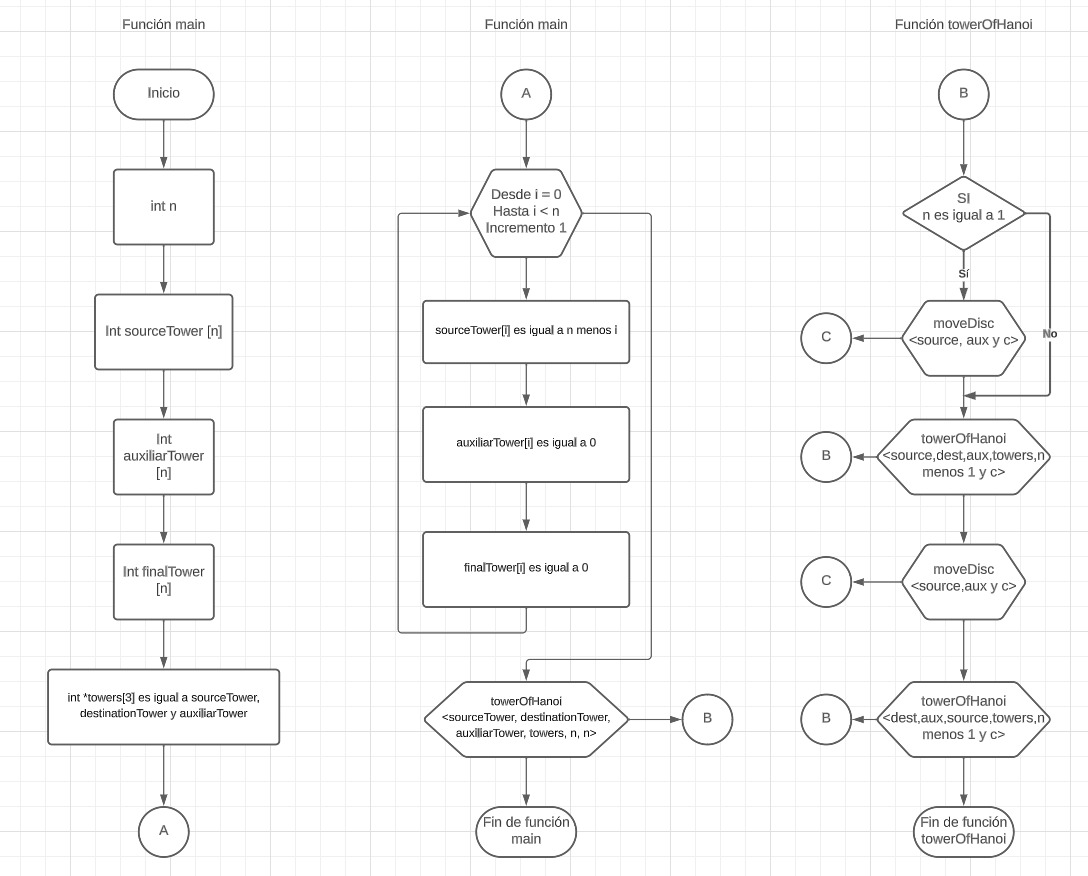 Función main
Inicio
int n
Int sourceTower [n]
Int
auxiliarTower
[n]
Int finalTower
[n]
int *towers[3] es igual a sourceTower,
destinationTower y auxiliarTower
A
Función main
A
Desde i = 0
Hasta i < n
Incremento 1
sourceTower[i] es igual a n menos i
auxiliarTower[i] es igual a 0
finalTower[i] es igual a 0
towerOfHanoi
<sourceTower, destinationTower,
auxiliarTower, towers, n, n>
B
Fin de función
main
Función towerOfHanoi
B
SI
n es igual a 1
Sí
No
moveDisc
<source, aux y c>
C
towerOfHanoi
<source,dest,aux,towers,n
menos 1 y c>
B
moveDisc
<source,aux y c>
C
towerOfHanoi
<dest,aux,source,towers,n
menos 1 y c>
B
Fin de función
towerOfHanoi